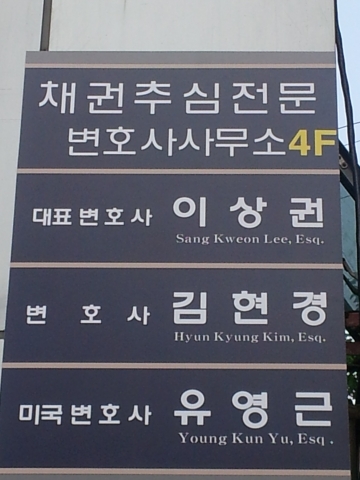 채권추심전문
변호사사무소4F
대표변호사 이상권
Sang Kweon Lee, Esq.
변호사 김현경
Hyun Kyung Kim, Esq.
미국변호사 유영근
Young Kun Yu, Esq.